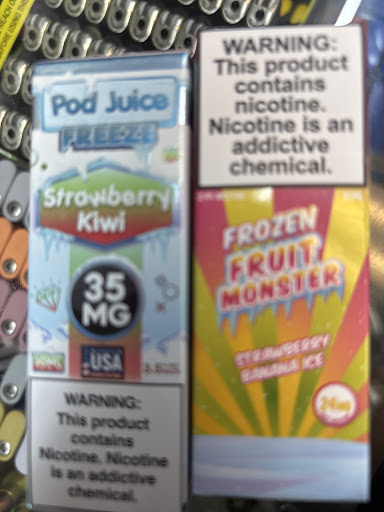 Pod Juice
FREEZE
Strawberry
Kiwi
35
MG
USA
WARNING:
This product
contains
Nicotine. Nicotine
is an addictive
chemical.
WARNING:
This product
contains
nicotine.
Nicotine is an
addictive
chemical.
FROZEN
FRUIT
MONSTER
STRAWBERRY
BANANA ICE
24mg